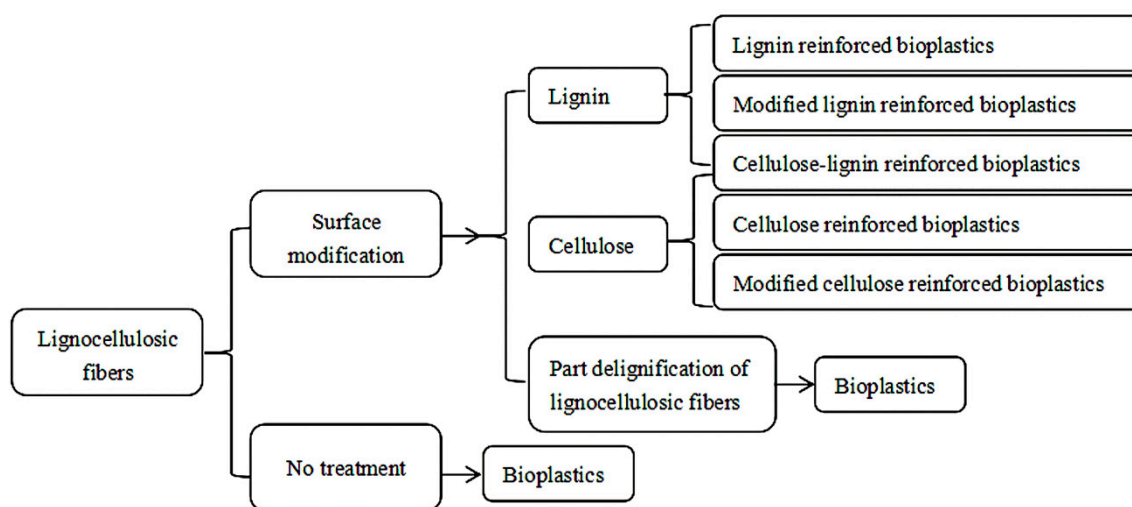 Lignin reinforced bioplastics
Lignin
Modified lignin reinforced bioplastics
Cellulose-lignin reinforced bioplastics
Surface
modification
Cellulose reinforced bioplastics
Cellulose
Modified cellulose reinforced bioplastics
Lignocellulosic
fibers
Part delignification of
lignocellulosic fibers
Bioplastics
No treatment
Bioplastics